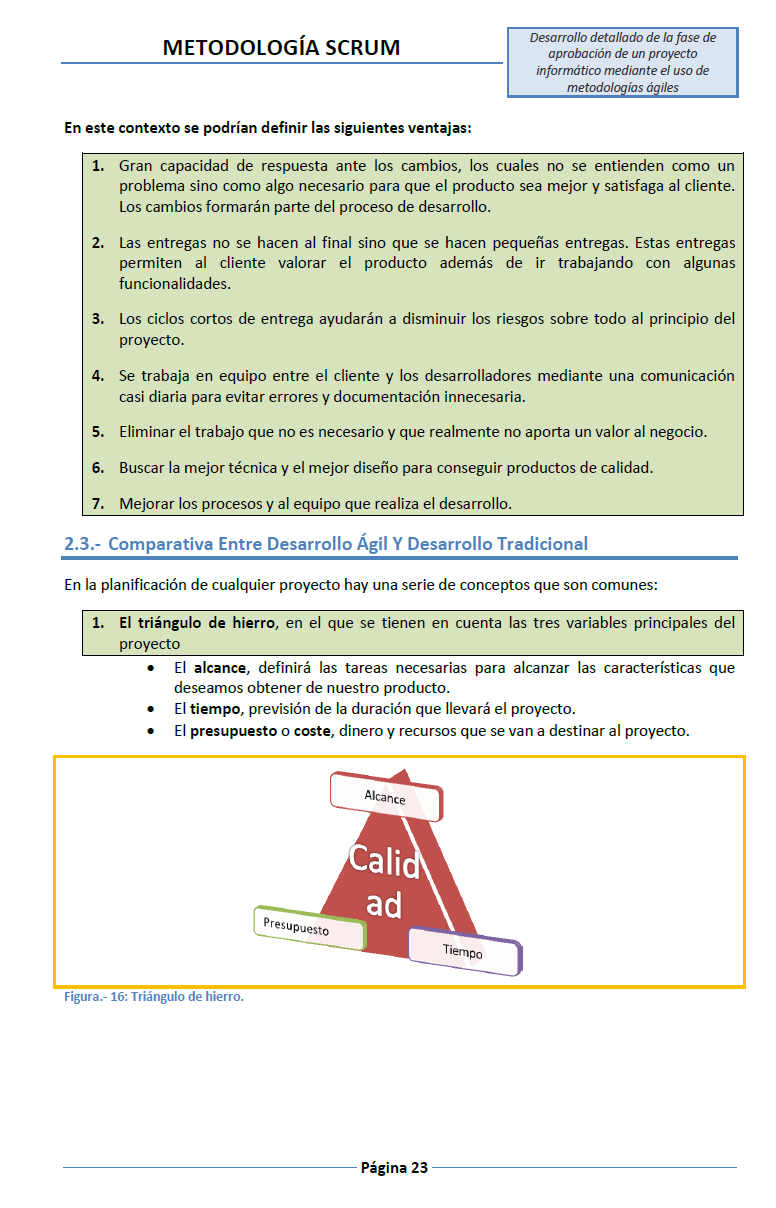 METODOLOGÍA SCRUM
Desarrollo detallado de la fase de
aprobación de un proyecto
informático mediante el uso de
metodologías ágiles
En este contexto se podrían definir las siguientes ventajas:
1. Gran capacidad de respuesta ante los cambios, los cuales no se entienden como un
problema sino como algo necesario para que el producto sea mejor y satisfaga al cliente.
Los cambios formarán parte del proceso de desarrollo.
2. Las entregas no se hacen al final sino que se hacen pequeñas entregas. Estas entregas
permiten al cliente valorar el producto además de ir trabajando con algunas
funcionalidades.
3. Los ciclos cortos de entrega ayudarán a disminuir los riesgos sobre todo al principio del
proyecto.
4. Se trabaja en equipo entre el cliente y los desarrolladores mediante una comunicación
casi diaria para evitar errores y documentación innecesaria.
5. Eliminar el trabajo que no es necesario y que realmente no aporta un valor al negocio.
6. Buscar la mejor técnica y el mejor diseño para conseguir productos de calidad.
7. Mejorar los procesos y al equipo que realiza el desarrollo.
2.3.- Comparativa Entre Desarrollo Ágil Y Desarrollo Tradicional
En la planificación de cualquier proyecto hay una serie de conceptos que son comunes:
1. El triángulo de hierro, en el que se tienen en cuenta las tres variables principales del
proyecto
• El alcance, definirá las tareas necesarias para alcanzar las características que
deseamos obtener de nuestro producto.
• El tiempo, previsión de la duración que llevará el proyecto.
• El presupuesto o coste, dinero y recursos que se van a destinar al proyecto.
Alcance
Calid
ad
Presupuesto
Tiempo
Figura.- 16: Triángulo de hierro.
Página 23